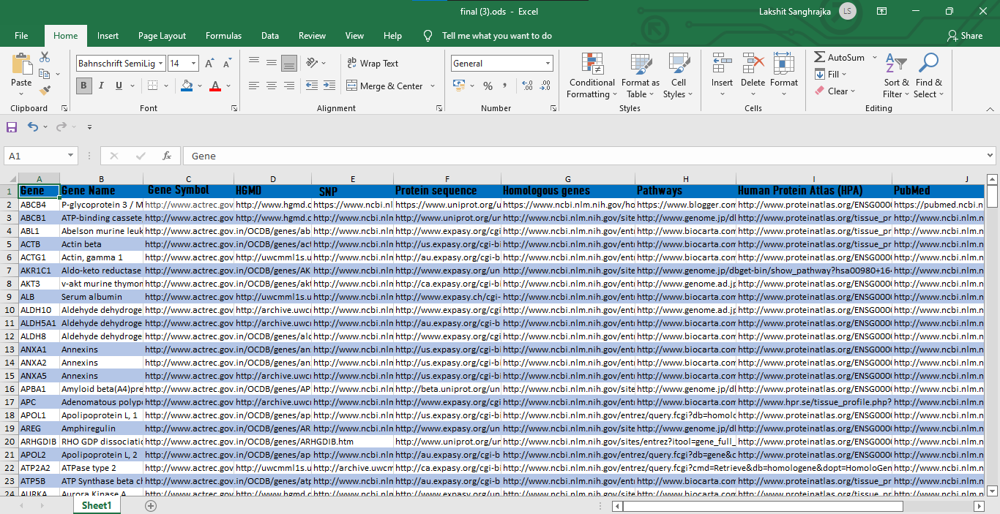 final (3).ods - Excel
Lakshit Sanghrajka LS
File Home Insert Page Layout Formulas Data Review View Help Tell me what you want to do Share
Paste
Clipboard
Bahnschrift SemiLig 14
B I U
Font
Wrap Text
Merge & Center
Alignment
General
Number
Conditional Formatting
Format as Table
Cell Styles
Styles
Insert Delete Format
Cells
AutoSum
Fill
Clear
Sort & Filter
Find & Select
Editing
A1 fx Gene
A B C D E F G H I J
1 Gene Gene Name Gene Symbol HGMD SNP Protein sequence Homologous genes Pathways Human Protein Atlas (HPA) PubMed
2 ABCB4 P-glycoprotein 3 / M http://www.actrec.gov http://www.hgmd.c https://www.ncbi.nl https://www.uniprot.org/u https://www.ncbi.nlm.nih.gov/ho https://www.blogger.com http://www.proteinatlas.org/ENSG000 https://pubmed.ncbi.n
3 ABCB1 ATP-binding cassete, http://www.actrec.gov http://www.hgmd.c http://www.ncbi.nln http://www.uniprot.org/un http://www.ncbi.nlm.nih.gov/site http://www.genome.jp/dl http://www.proteinatlas.org/tissue_pr http://www.ncbi.nlm.n
4 ABL1 Abelson murine leuk http://www.actrec.gov.in/OCDB/genes/ab http://www.ncbi.nln http://www.expasy.org/cgi http://www.ncbi.nlm.nih.gov/entr http://www.biocarta.com http://www.proteinatlas.org/tissue_pr http://www.ncbi.nlm.n
5 ACTB Actin beta http://www.actrec.gov.in/OCDB/genes/act http://www.ncbi.nln http://us.expasy.org/cgi-bi http://www.ncbi.nlm.nih.gov/entr http://www.biocarta.com http://www.proteinatlas.org/tissue_pr http://www.ncbi.nlm.n
6 ACTG1 Actin, gamma 1 http://www.actrec.gov http://uwcmml1s.u http://www.ncbi.nln http://au.expasy.org/cgi-b http://www.ncbi.nlm.nih.gov/entr http://www.biocarta.com http://www.proteinatlas.org/ENSG000 http://www.ncbi.nlm.n
7 AKR1C1 Aldo-keto reductase http://www.actrec.gov.in/OCDB/genes/AK http://www.ncbi.nln http://www.expasy.org/un http://www.ncbi.nlm.nih.gov/site http://www.genome.jp/dbget-bin/show_pathway?hsa00980+16 http://www.ncbi.nlm.n
8 AKT3 v-akt murine thymon http://www.actrec.gov.in/OCDB/genes/akt http://www.ncbi.nln http://ca.expasy.org/cgi-bi http://www.ncbi.nlm.nih.gov/entr http://www.genome.ad.jp http://www.proteinatlas.org/ENSG000 http://www.ncbi.nlm.n
9 ALB Serum albumin http://www.actrec.gov http://uwcmml1s.u http://www.ncbi.nln http://www.expasy.ch/cgi- http://www.ncbi.nlm.nih.gov/entr http://www.biocarta.com http://www.proteinatlas.org/ENSG000 http://www.ncbi.nlm.n
10 ALDH10 Aldehyde dehydroge http://www.actrec.gov http://archive.uwcı http://www.ncbi.nln http://www.expasy.org/cgi http://www.ncbi.nlm.nih.gov/entr http://www.genome.ad.jp http://www.proteinatlas.org/ENSG000 http://www.ncbi.nlm.n
11 ALDH5A1 Aldehyde dehydroge http://www.actrec.gov http://archive.uwcı http://www.ncbi.nln http://au.expasy.org/cgi-b http://www.ncbi.nlm.nih.gov/entr http://www.biocarta.com http://www.proteinatlas.org/ENSG000 http://www.ncbi.nlm.n
12 ALDH8 Aldehyde dehydroge http://www.actrec.gov.in/OCDB/genes/alc http://www.ncbi.nln http://www.expasy.org/cgi http://www.ncbi.nlm.nih.gov/entr http://www.biocarta.com http://www.proteinatlas.org/ENSG000 http://www.ncbi.nlm.n
13 ANXA1 Annexins http://www.actrec.gov.in/OCDB/genes/an http://www.ncbi.nln http://us.expasy.org/cgi-bi http://www.ncbi.nlm.nih.gov/entr http://www.biocarta.com http://www.proteinatlas.org/ENSG000 http://www.ncbi.nlm.n
14 ANXA2 Annexins http://www.actrec.gov.in/OCDB/genes/an http://www.ncbi.nln http://us.expasy.org/cgi-bi http://www.ncbi.nlm.nih.gov/entr http://www.biocarta.com http://www.proteinatlas.org/ENSG000 http://www.ncbi.nlm.n
15 ANXA5 Annexins http://www.actrec.gov http://archive.uwcı http://www.ncbi.nln http://us.expasy.org/cgi-bi http://www.ncbi.nlm.nih.gov/entr http://www.biocarta.com http://www.proteinatlas.org/ENSG000 http://www.ncbi.nlm.n
16 APBA1 Amyloid beta(A4)pre http://www.actrec.gov.in/OCDB/genes/AP http://www.ncbi.nln http://beta.uniprot.org/un http://www.ncbi.nlm.nih.gov/site http://www.genome.jp/dl http://www.proteinatlas.org/ENSG000 http://www.ncbi.nlm.n
17 APC Adenomatous polypo http://www.actrec.gov http://archive.uwcı http://www.ncbi.nln http://www.expasy.org/cgi http://www.ncbi.nlm.nih.gov/entr http://www.biocarta.com http://www.hpr.se/tissue_profile.php? http://www.ncbi.nlm.n
18 APOL1 Apolipoprotein L, 1 http://www.actrec.gov.in/OCDB/genes/ap http://www.ncbi.nln http://us.expasy.org/cgi-bi http://www.ncbi.nlm.nih.gov/entrez/query.fcgi?db=homolo http://www.proteinatlas.org/ENSG000 http://www.ncbi.nlm.n
19 AREG Amphiregulin http://www.actrec.gov.in/OCDB/genes/AR http://www.ncbi.nln http://www.expasy.org/un http://www.ncbi.nlm.nih.gov/site http://www.genome.jp/dl http://www.proteinatlas.org/ENSG000 http://www.ncbi.nlm.n
20 ARHGDIB RHO GDP dissociatic http://www.actrec.gov.in/OCDB/genes/ARHGDIB.htm http://www.uniprot.org/un http://www.ncbi.nlm.nih.gov/sites/entrez?itool=gene_full_ http://www.proteinatlas.org/ENSG000 http://www.ncbi.nlm.n
21 APOL2 Apolipoprotein L, 2 http://www.actrec.gov.in/OCDB/genes/ap http://www.ncbi.nln http://au.expasy.org/cgi-b http://www.ncbi.nlm.nih.gov/entrez/query.fcgi?db=gene&c http://www.proteinatlas.org/ENSG000 http://www.ncbi.nlm.n
22 ATP2A2 ATPase type 2 http://www.actrec.gov http://uwcmml1s.u http://archive.uwcm http://ca.expasy.org/cgi-bi http://www.ncbi.nlm.nih.gov/entrez/query.fcgi?cmd=Retrieve&db=homologene&dopt=HomoloGen http://www.ncbi.nlm.n
23 ATP5B ATP Synthase beta ch http://www.actrec.gov.in/OCDB/genes/atp http://www.ncbi.nln http://au.expasy.org/cgi-b http://www.ncbi.nlm.nih.gov/entr http://www.biocarta.com http://www.proteinatlas.org/tissue_pr http://www.ncbi.nlm.n
24 AURKA Aurora Kinase A
Sheet1